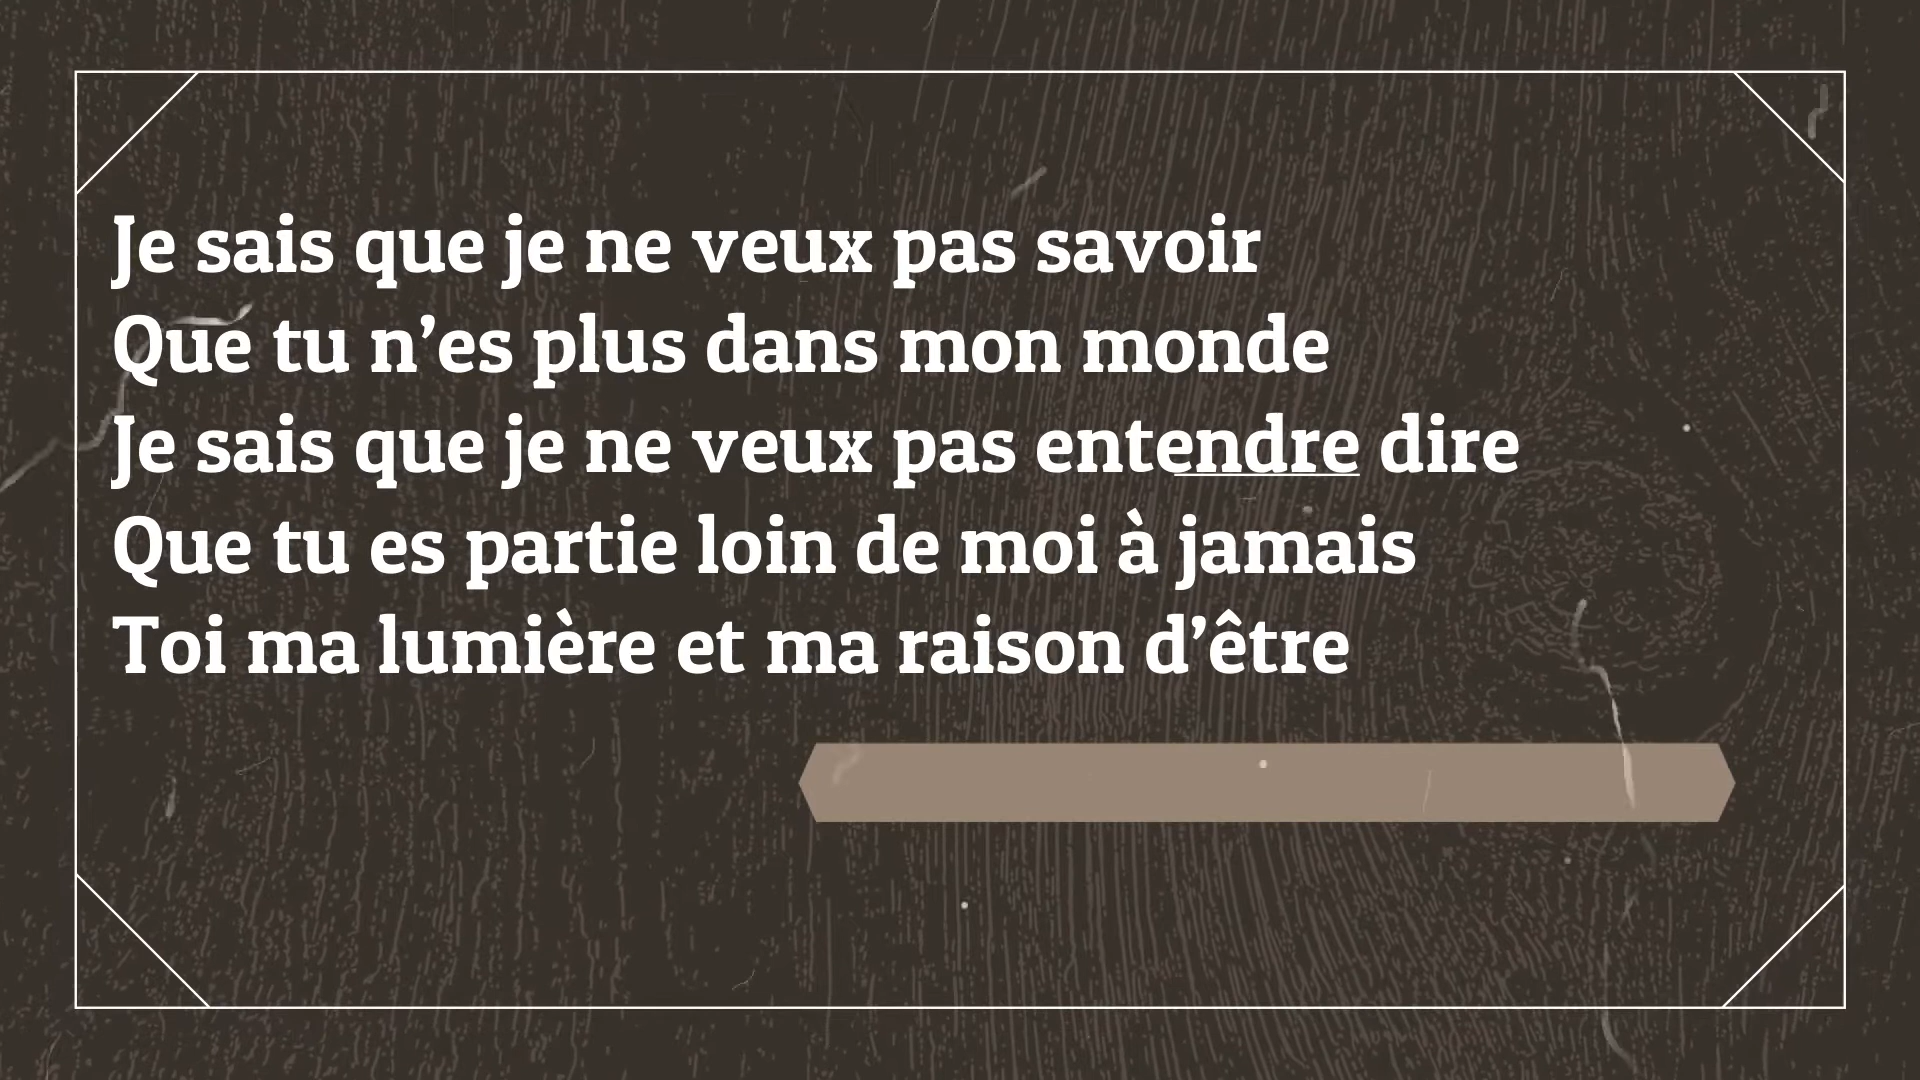 Je sais que je ne veux pas savoir
Que tu n’es plus dans mon monde
Je sais que je ne veux pas entendre dire
Que tu es partie loin de moi à jamais
Toi ma lumière et ma raison d’être